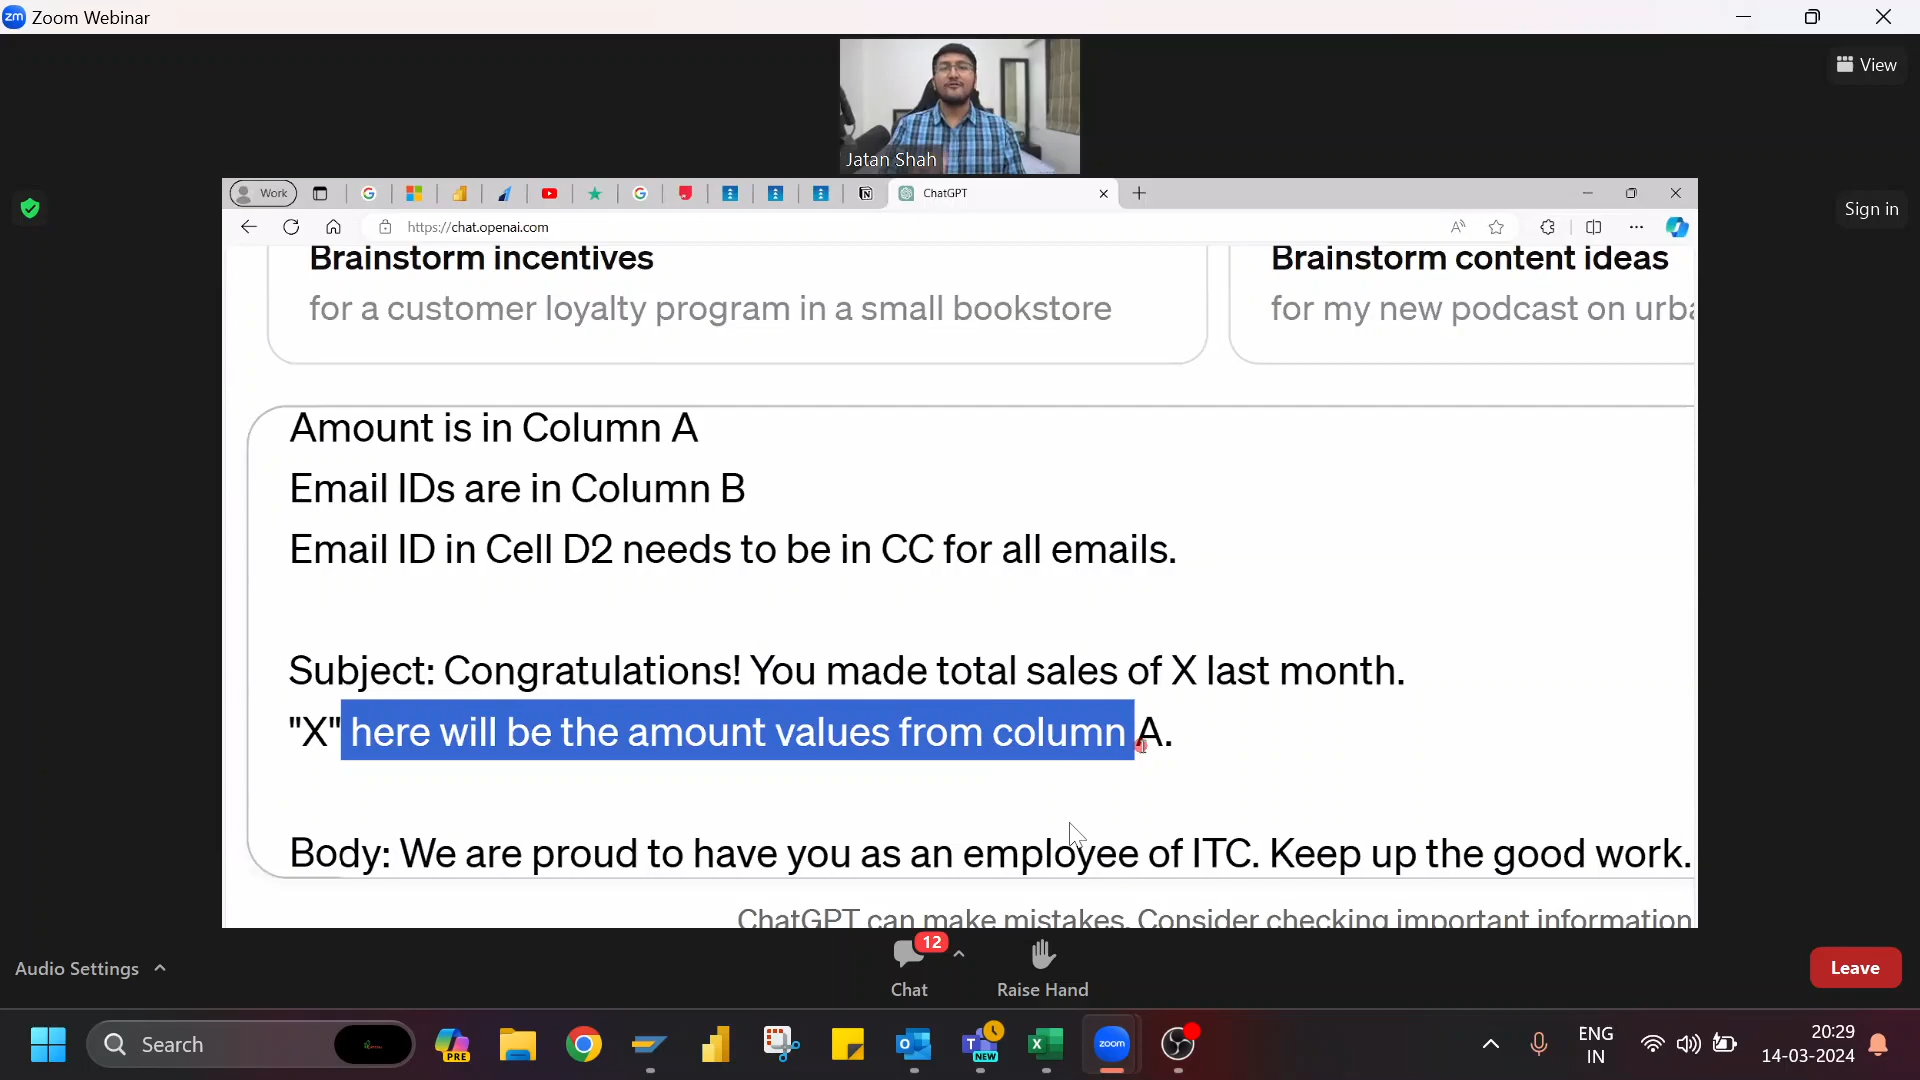 zm Zoom Webinar
View
Jatan Shah
Work
ChatGPT
Sign in
https://chat.openai.com
Brainstorm incentives
for a customer loyalty program in a small bookstore
Brainstorm content ideas
for my new podcast on urba
Amount is in Column A
Email IDs are in Column B
Email ID in Cell D2 needs to be in CC for all emails.
Subject: Congratulations! You made total sales of X last month.
"X" here will be the amount values from column A.
Body: We are proud to have you as an employee of ITC. Keep up the good work.
ChatGPT can make mistakes. Consider checking important information
12
Audio Settings
Chat
Raise Hand
Leave
Search
PRE
NEW
zoom
ENG
IN
20:29
14-03-2024